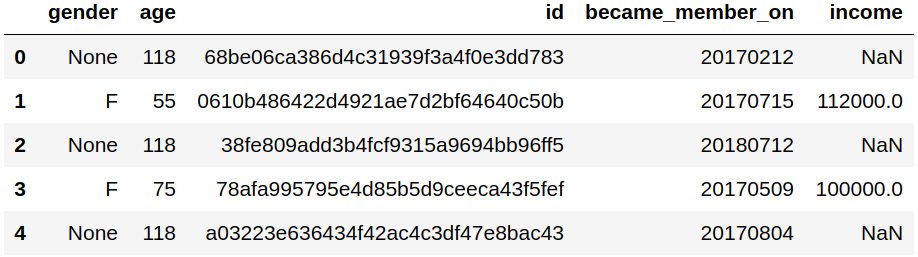 gender age id became_member_on income
0 None 118 68be06ca386d4c31939f3a4f0e3dd783 20170212 NaN
1 F 55 0610b486422d4921ae7d2bf64640c50b 20170715 112000.0
2 None 118 38fe809add3b4fcf9315a9694bb96ff5 20180712 NaN
3 F 75 78afa995795e4d85b5d9ceeca43f5fef 20170509 100000.0
4 None 118 a03223e636434f42ac4c3df47e8bac43 20170804 NaN